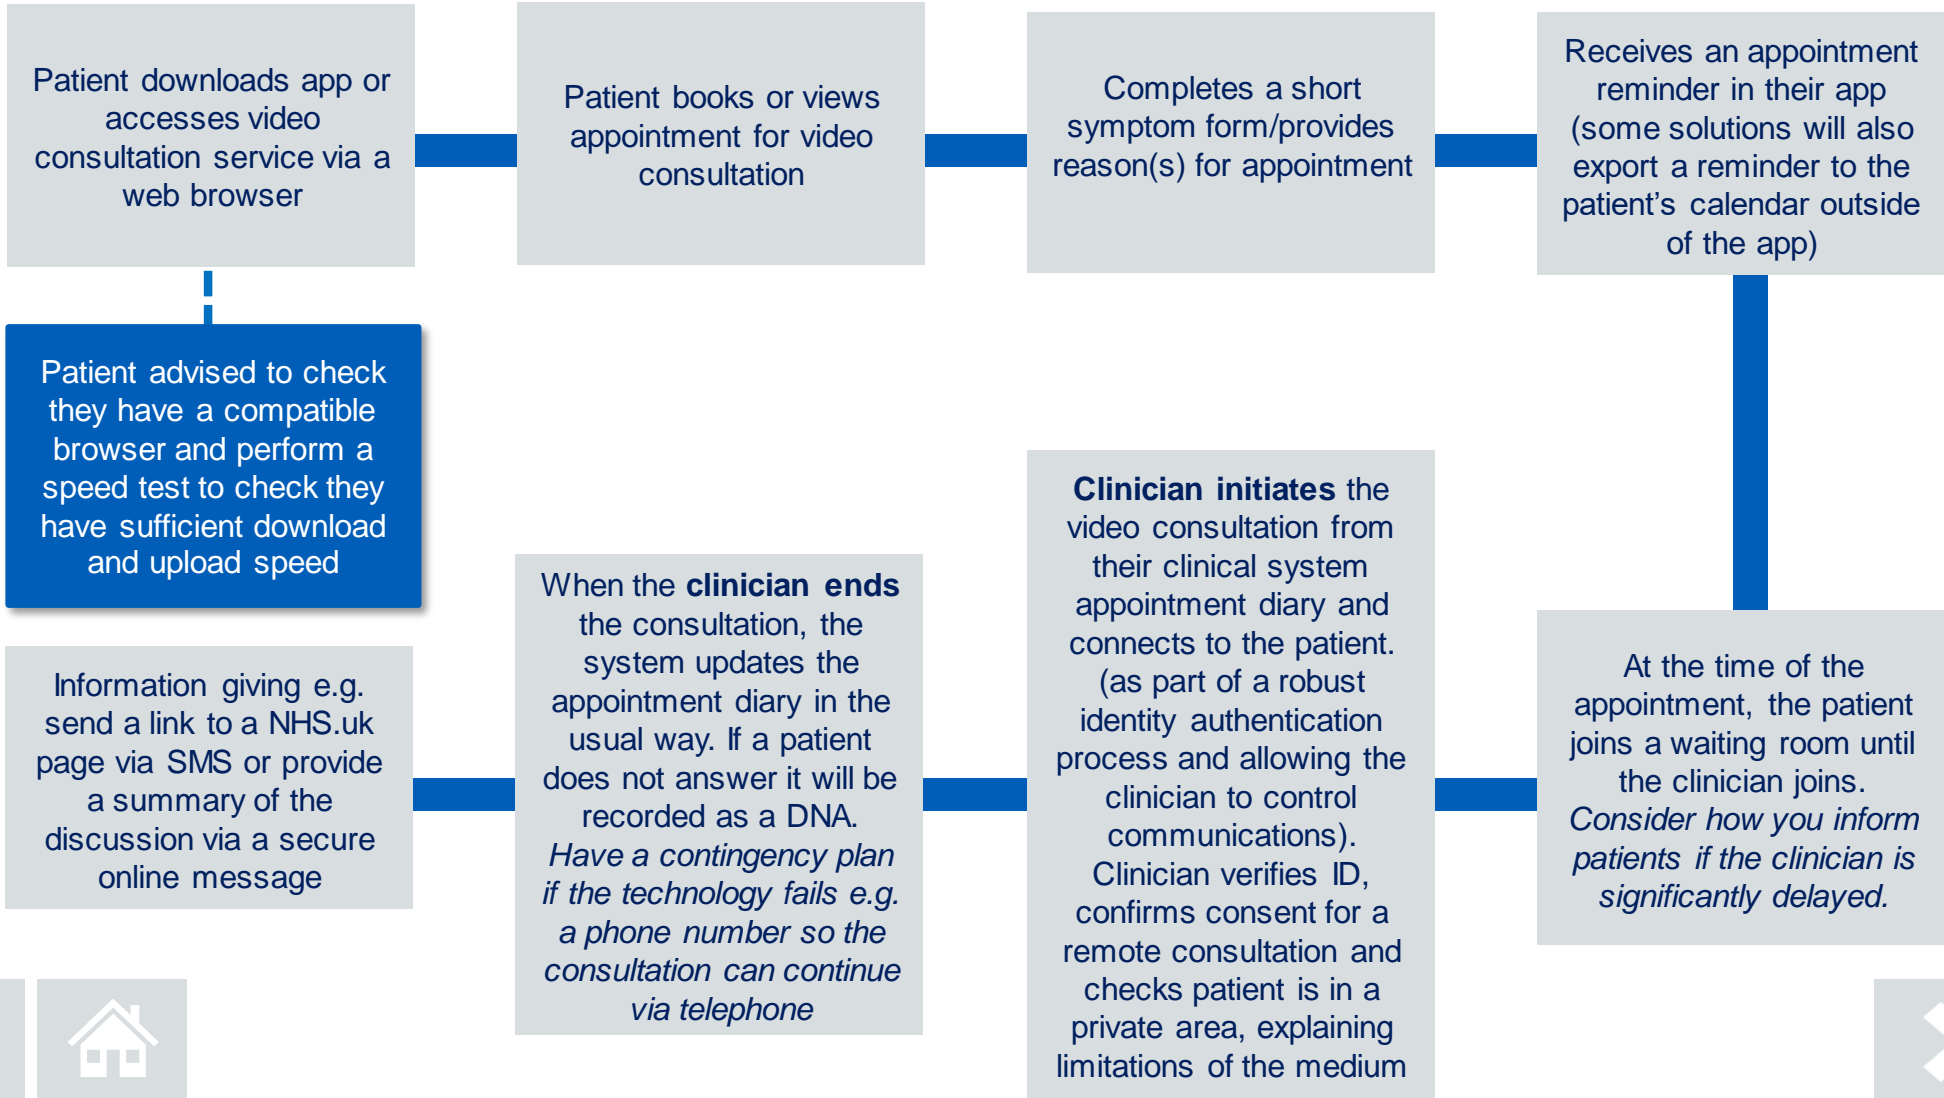 Patient downloads app or
accesses video
consultation service via a
web browser
Patient books or views
appointment for video
consultation
Completes a short
symptom form/provides
reason(s) for appointment
Receives an appointment
reminder in their app
(some solutions will also
export a reminder to the
patient’s calendar outside
of the app)
Patient advised to check
they have a compatible
browser and perform a
speed test to check they
have sufficient download
and upload speed
At the time of the
appointment, the patient
joins a waiting room until
the clinician joins.
Consider how you inform
patients if the clinician is
significantly delayed.
Clinician initiates the
video consultation from
their clinical system
appointment diary and
connects to the patient.
(as part of a robust
identity authentication
process and allowing the
clinician to control
communications).
Clinician verifies ID,
confirms consent for a
remote consultation and
checks patient is in a
private area, explaining
limitations of the medium
When the clinician ends
the consultation, the
system updates the
appointment diary in the
usual way. If a patient
does not answer it will be
recorded as a DNA.
Have a contingency plan
if the technology fails e.g.
a phone number so the
consultation can continue
via telephone
Information giving e.g.
send a link to a NHS.uk
page via SMS or provide
a summary of the
discussion via a secure
online message